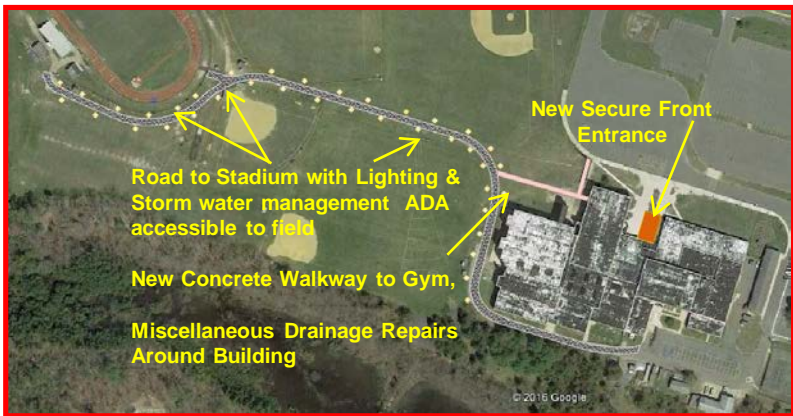 New Secure Front
Entrance
Road to Stadium with Lighting &
Storm water management ADA
accessible to field
New Concrete Walkway to Gym,
Miscellaneous Drainage Repairs
Around Building
© 2016 Google